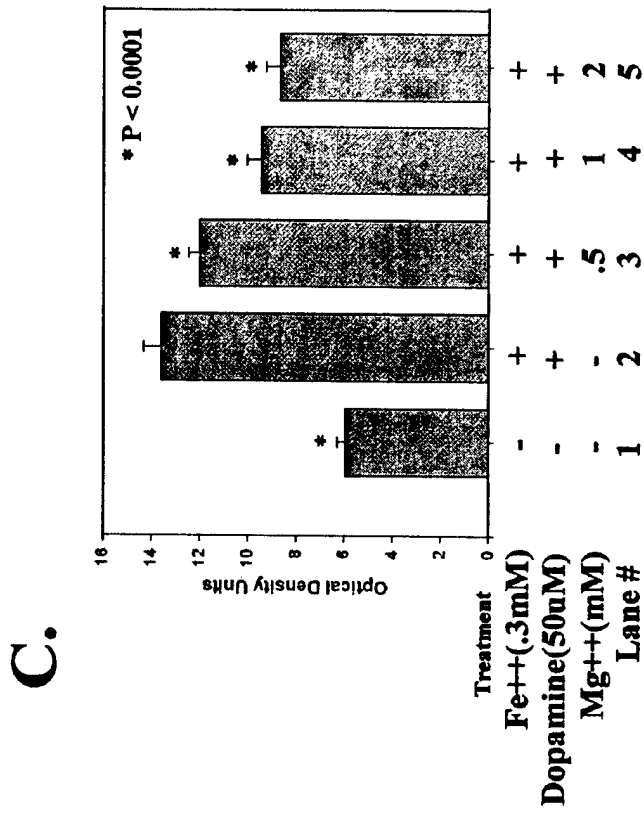 C.
* P < 0.0001
16
14
12
10
8
6
4
2
0
Optical Density Units
* * * *
Treatment
Fe++(.3mM) - + + + +
Dopamine(50uM) - + + + +
Mg++(mM) - - .5 1 2
Lane # 1 2 3 4 5